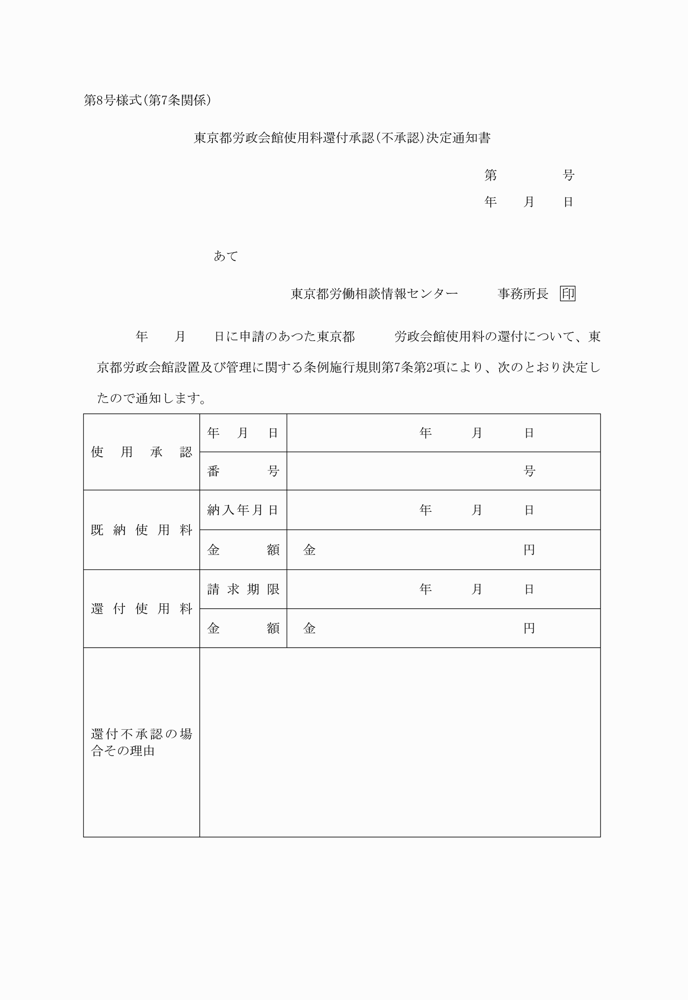 第8号様式(第7条関係)
東京都労政会館使用料還付承認(不承認)決定通知書
第　　　　　号
年　　月　　日
あて
東京都労働相談情報センター　　　事務所長　印
年　　月　　日に申請のあつた東京都　　　労政会館使用料の還付について、東
京都労政会館設置及び管理に関する条例施行規則第7条第2項により、次のとおり決定し
たので通知します。
使用承認
年月日　　年　　　月　　　日
番号　　号
既納使用料
納入年月日　　年　　　月　　　日
金額　　金　　　　円
還付使用料
請求期限　　年　　　月　　　日
金額　　金　　　　円
還付不承認の場
合その理由